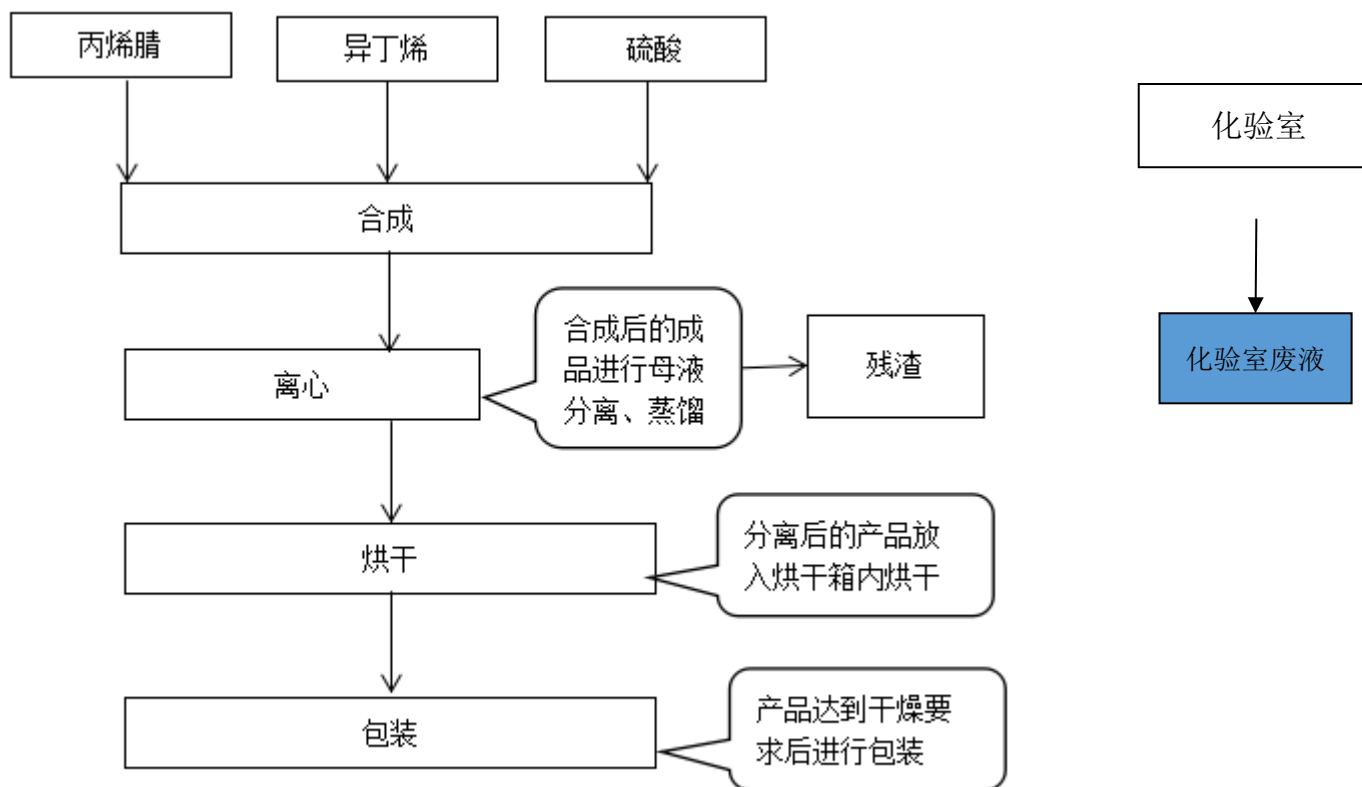 丙烯腈
异丁烯
硫酸
化验室
合成
合成后的成
品进行母液
分离、蒸馏
残渣
化验室废液
离心
分离后的产品放
入烘干箱内烘干
烘干
产品达到干燥要
求后进行包装
包装